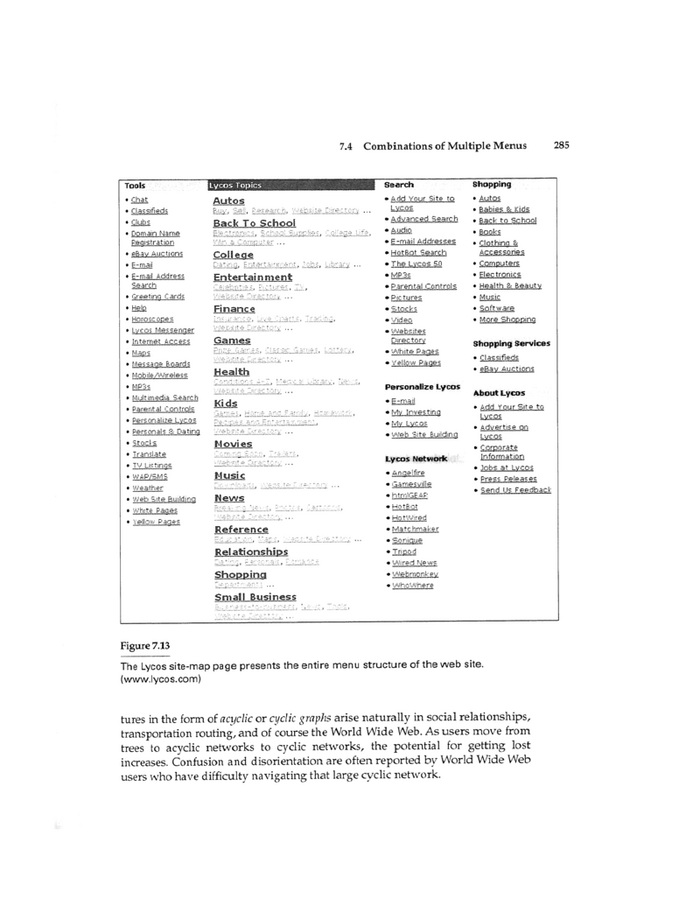 7.4 Combinations of Multiple Menus 285
Tools
• Chat
• Classifieds
• Clubs
• Domain Name
Registration
• eBay Auctions
• E-mail
• E-mail Address
Search
• Greeting Cards
• Help
• Horoscopes
• Lycos Messenger
• Internet Access
• Maps
• Message Boards
• Mobile/Wireless
• MP3s
• Multimedia Search
• Parental Controls
• Personalize Lycos
• Personals & Dating
• Stocks
• Translate
• TV Listings
• WAP/SMS
• Weather
• Web Site Building
• White Pages
• Yellow Pages
Lycos Topics
Autos
Buy, Sell, Research, Website Directory ...
Back To School
Electronics, School Supplies, College Life,
Win a Computer ...
College
Dating, Entertainment, Jobs, Library ...
Entertainment
Celebrities, Pictures, TV,
Website Directory ...
Finance
Insurance, Live Charts, Trading,
Website Directory ...
Games
Games, Classic Games, Lottery,
Website Directory ...
Health
Conditions A-Z, Medical Library, News,
Website Directory ...
Kids
Games, Home and Family, Homework,
People and Entertainment,
Website Directory ...
Movies
Coming Soon, Trailers,
Website Directory ...
Music
Downloads, Website Directory ...
News
Breaking News, Photos,
Website Directory ...
Reference
Education, Maps, Website Directory ...
Relationships
Dating, Personals, Romance
Shopping
Departments ...
Small Business
Business-to-business, News, Tools,
Website Directory ...
Search
• Add Your Site to
Lycos
• Advanced Search
• Audio
• E-mail Addresses
• HotBot Search
• The Lycos 50
• MP3s
• Parental Controls
• Pictures
• Stocks
• Video
• Websites
Directory
• White Pages
• Yellow Pages
Personalize Lycos
• E-mail
• My Investing
• My Lycos
• Web Site Building
Lycos Network
• Angelfire
• Gamesville
• htmlGEAR
• HotBot
• HotWired
• Matchmaker
• Sonique
• Tripod
• Wired News
• Webmonkey
• WhoWhere
Shopping
• Autos
• Babies & Kids
• Back to School
• Books
• Clothing &
Accessories
• Computers
• Electronics
• Health & Beauty
• Music
• Software
• More Shopping
Shopping Services
• Classifieds
• eBay Auctions
About Lycos
• Add Your Site to
Lycos
• Advertise on
Lycos
• Corporate
Information
• Jobs at Lycos
• Press Releases
• Send Us Feedback
Figure 7.13
The Lycos site-map page presents the entire menu structure of the web site.
(www.lycos.com)
tures in the form of acyclic or cyclic graphs arise naturally in social relationships,
transportation routing, and of course the World Wide Web. As users move from
trees to acyclic networks to cyclic networks, the potential for getting lost
increases. Confusion and disorientation are often reported by World Wide Web
users who have difficulty navigating that large cyclic network.